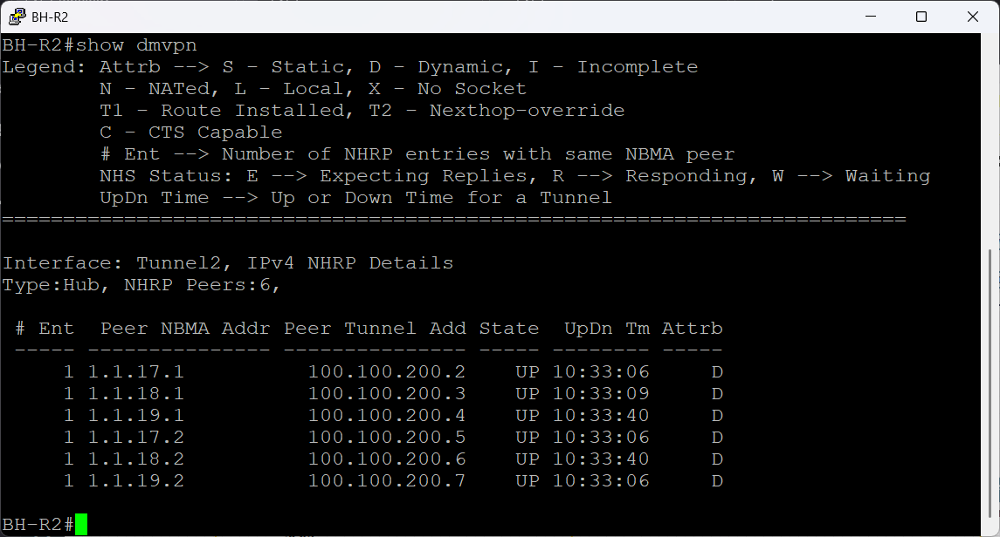 BH-R2
BH-R2#show dmvpn
Legend: Attrb --> S - Static, D - Dynamic, I - Incomplete
        N - NATed, L - Local, X - No Socket
        T1 - Route Installed, T2 - Nexthop-override
        C - CTS Capable
        # Ent --> Number of NHRP entries with same NBMA peer
        NHS Status: E --> Expecting Replies, R --> Responding, W --> Waiting
        UpDn Time --> Up or Down Time for a Tunnel
==========================================================================
Interface: Tunnel2, IPv4 NHRP Details
Type:Hub, NHRP Peers:6,
 # Ent  Peer NBMA Addr Peer Tunnel Add State  UpDn Tm Attrb
 ----- --------------- --------------- ----- -------- -----
     1 1.1.17.1          100.100.200.2    UP 10:33:06     D
     1 1.1.18.1          100.100.200.3    UP 10:33:09     D
     1 1.1.19.1          100.100.200.4    UP 10:33:40     D
     1 1.1.17.2          100.100.200.5    UP 10:33:06     D
     1 1.1.18.2          100.100.200.6    UP 10:33:40     D
     1 1.1.19.2          100.100.200.7    UP 10:33:06     D
BH-R2#